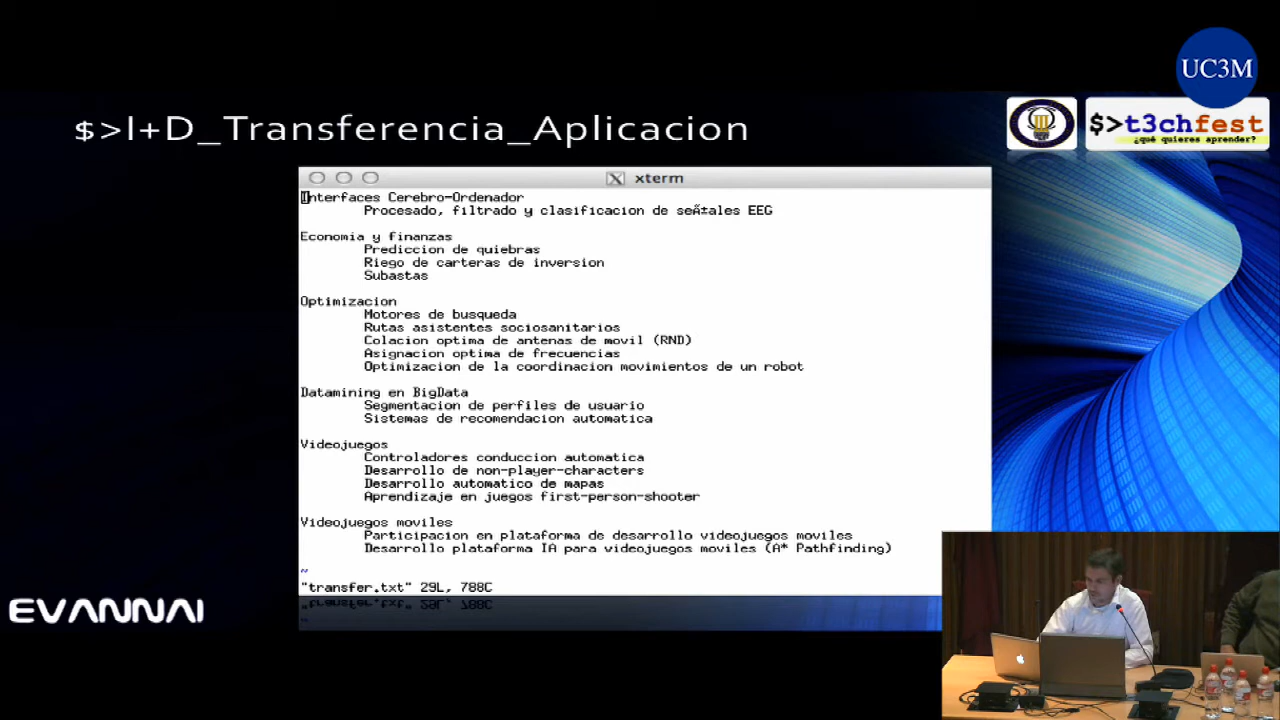 UC3M
$>I+D_Transferencia_Aplicacion
$>t3chfest
¿qué quieres aprender?
xterm
Interfaces Cerebro-Ordenador
Procesado, filtrado y clasificacion de seÃ±ales EEG
Economia y finanzas
Prediccion de quiebras
Riego de carteras de inversion
Subastas
Optimizacion
Motores de busqueda
Rutas asistentes sociosanitarios
Colacion optima de antenas de movil (RND)
Asignacion optima de frecuencias
Optimizacion de la coordinacion movimientos de un robot
Datamining en BigData
Segmentacion de perfiles de usuario
Sistemas de recomendacion automatica
Videojuegos
Controladores conduccion automatica
Desarrollo de non-player-characters
Desarrollo automatico de mapas
Aprendizaje en juegos first-person-shooter
Videojuegos moviles
Participacion en plataforma de desarrollo videojuegos moviles
Desarrollo plataforma IA para videojuegos moviles (A* Pathfinding)
~
"transfer.txt" 29L, 788C
EVANNAI